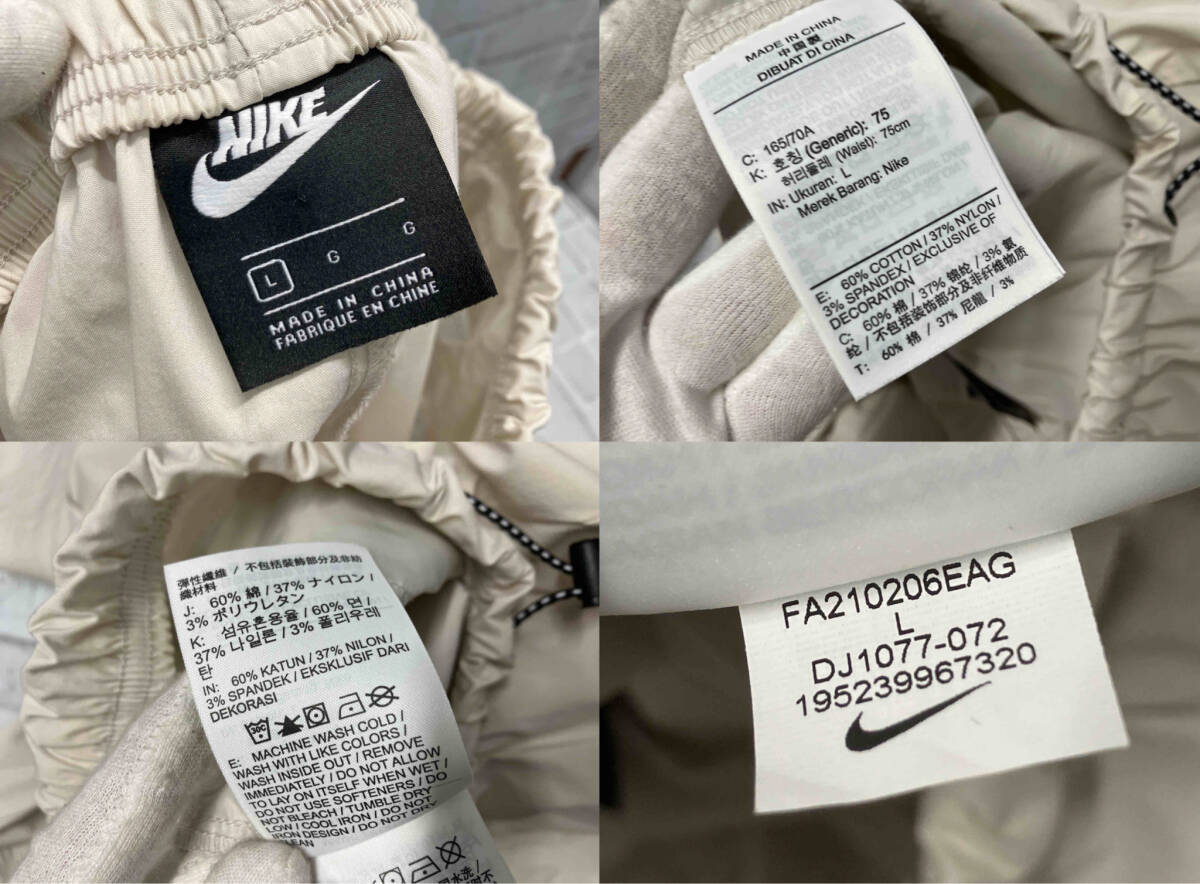 NIKE
L G G
MADE IN CHINA
FABRIQUE EN CHINE
MADE IN CHINA
中国製
DIBUAT DI CINA
C: 165/70A
K: 호칭 (Generic): 75
허리둘레 (Waist): 75cm
IN: Ukuran: L
Merek Barang: Nike
E: 60% COTTON / 37% NYLON /
3% SPANDEX / EXCLUSIVE OF
DECORATION
C: 60% 棉 / 37% 锦纶 / 3% 氨
纶 / 不包括装饰部分及非纤维物质
T: 60% 棉 / 37% 尼龍 / 3%
彈性纖維 / 不包括裝飾部分及非紡
織材料
J: 60% 綿 / 37% ナイロン /
3% ポリウレタン
K: 섬유혼용율 / 60% 면 /
37% 나일론 / 3% 폴리우레
탄
IN: 60% KATUN / 37% NILON /
3% SPANDEK / EKSKLUSIF DARI
DEKORASI
30C
E: MACHINE WASH COLD /
WASH WITH LIKE COLORS /
WASH INSIDE OUT / REMOVE
IMMEDIATELY / DO NOT ALLOW
TO LAY ON ITSELF WHEN WET /
DO NOT USE SOFTENERS / DO
NOT BLEACH / TUMBLE DRY
LOW / COOL IRON / DO NOT
IRON DESIGN / DO NOT DRY
CLEAN
FA210206EAG
L
DJ1077-072
195239967320